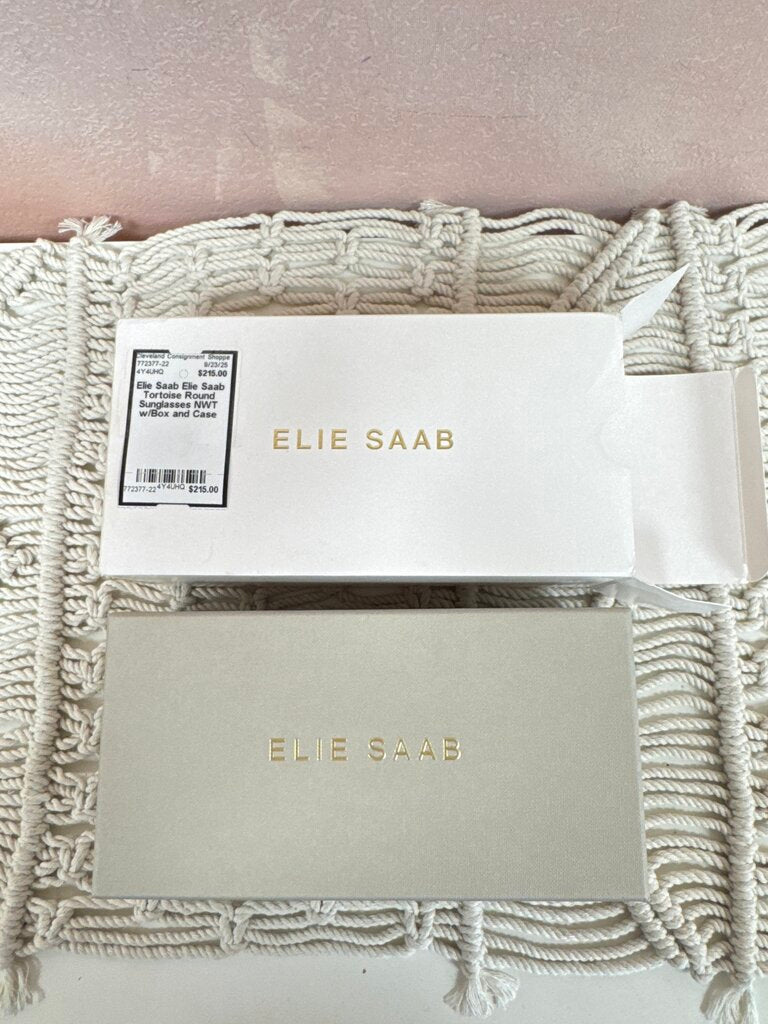 Cleveland Consignment Shoppe
772377-22 9/23/25
4Y4UHQ $215.00
Elie Saab Elie Saab
Tortoise Round
Sunglasses NWT
w/Box and Case
772377-22 4Y4UHQ $215.00
ELIE SAAB
ELIE SAAB